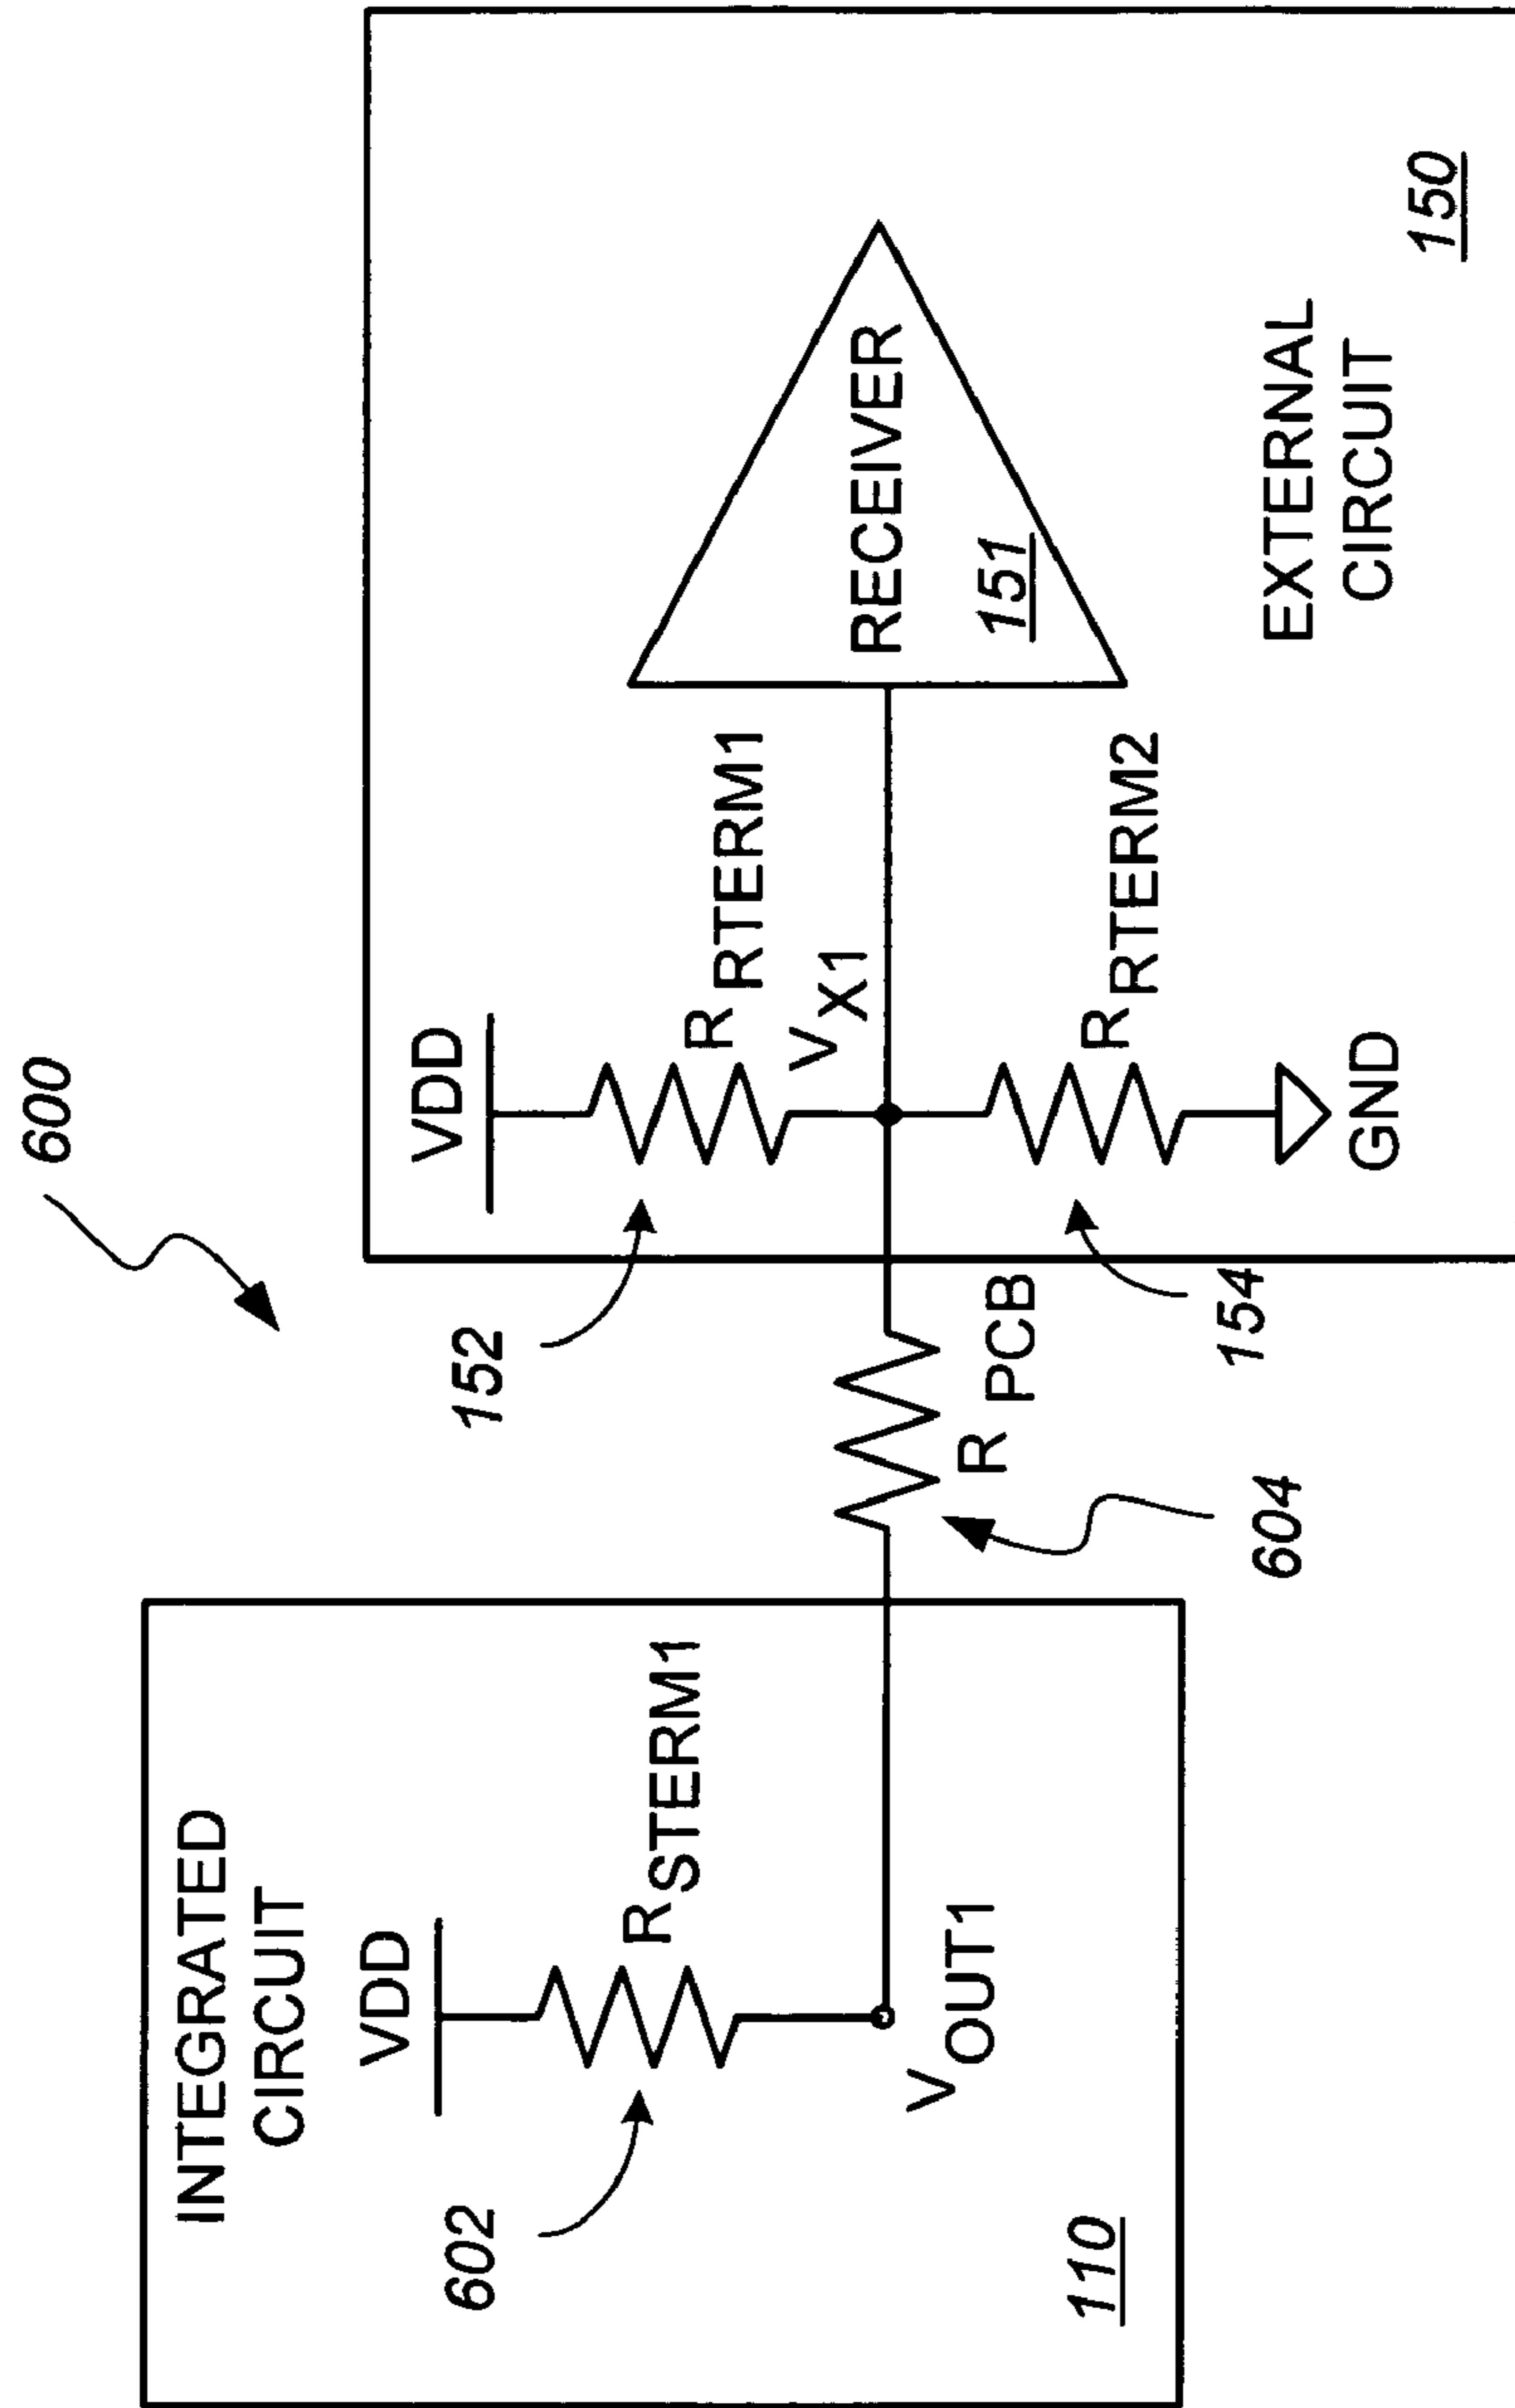 600
INTEGRATED
CIRCUIT
VDD
602
RSTERM1
VOUT1
110
RPCB
604
VDD
152
RRTERM1
VX1
RRTERM2
154
GND
RECEIVER
151
EXTERNAL
CIRCUIT
150